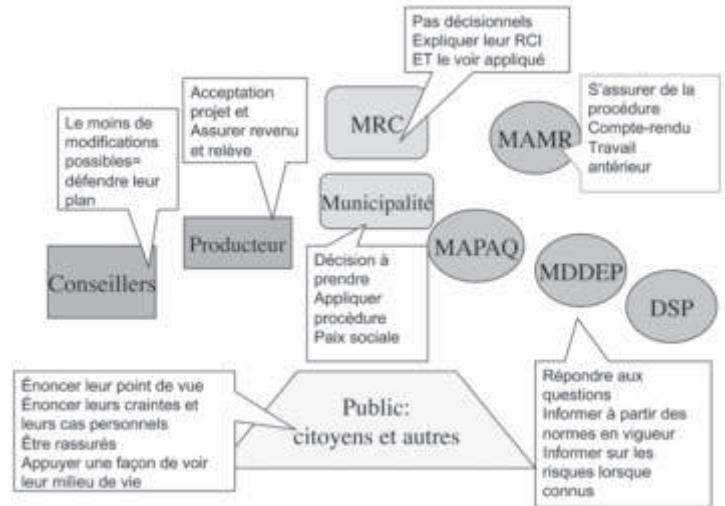 Pas décisionnels
Expliquer leur RCI
ET le voir appliqué
Acceptation
projet et
Assurer revenu
et relève
MRC
S'assurer de la
procédure
Compte-rendu
Travail
antérieur
MAMR
Le moins de
modifications
possibles=
défendre leur
plan
Municipalité
Producteur
MAPAQ
Conseillers
MDDEP
DSP
Décision à
prendre
Appliquer
procédure
Paix sociale
Énoncer leur point de vue
Énoncer leurs craintes et
leurs cas personnels
Être rassurés
Appuyer une façon de voir
leur milieu de vie
Public:
citoyens et autres
Répondre aux
questions
Informer à partir des
normes en vigueur
Informer sur les
risques lorsque
connus